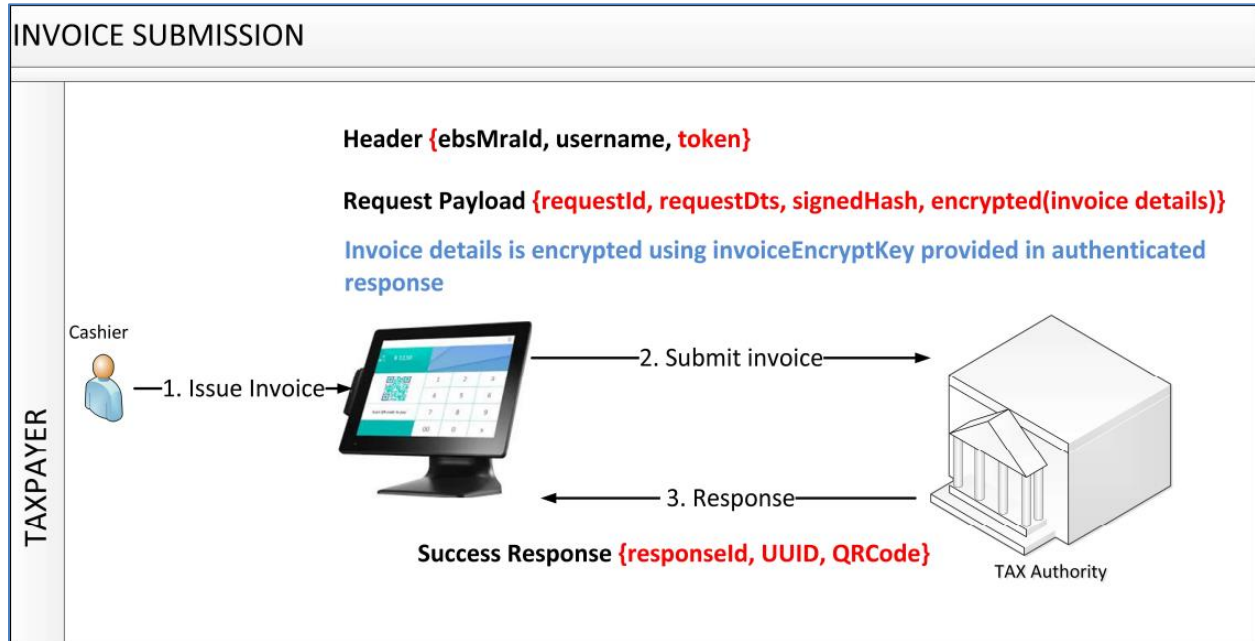 INVOICE SUBMISSION
TAXPAYER
Header {ebsMraId, username, token}
Request Payload {requestId, requestDts, signedHash, encrypted(invoice details)}
Invoice details is encrypted using invoiceEncryptKey provided in authenticated
response
Cashier
1. Issue Invoice
2. Submit invoice
3. Response
Success Response {responseId, UUID, QRCode}
TAX Authority